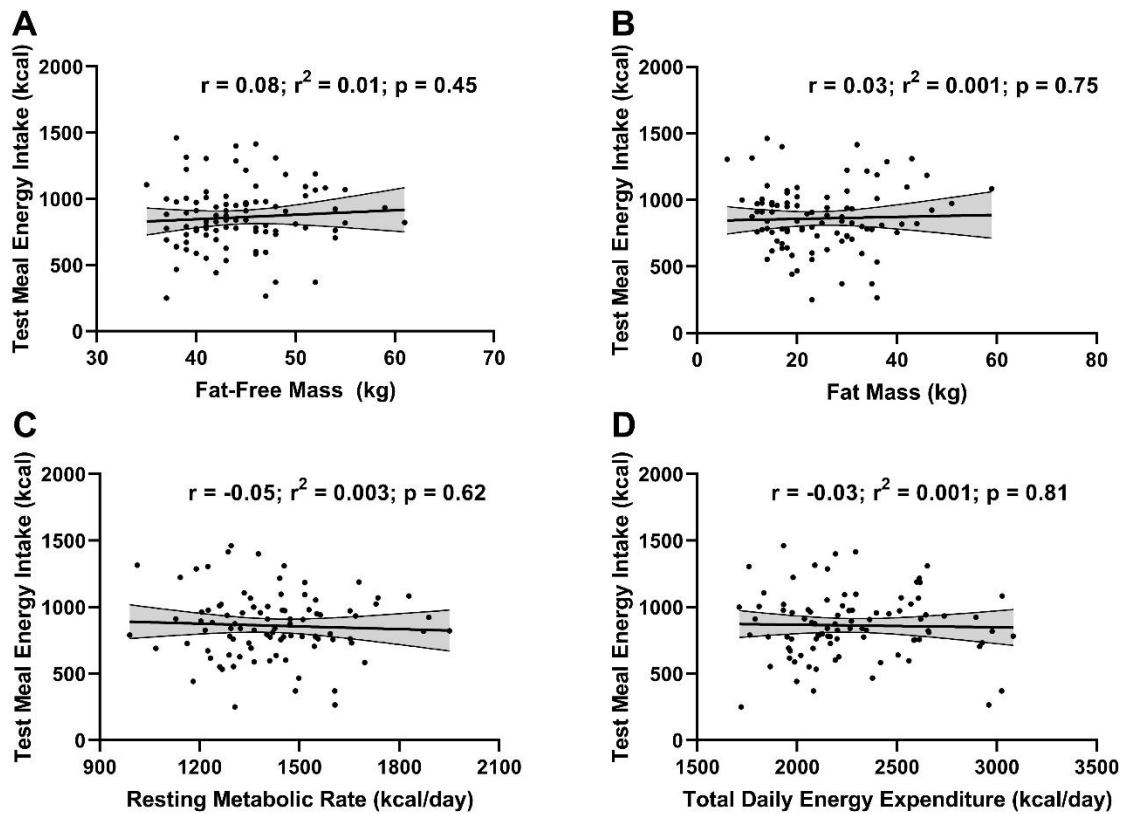 A
Test Meal Energy Intake (kcal)
r = 0.08; r² = 0.01; p = 0.45
2000
1500
1000
500
0
30 40 50 60 70
Fat-Free Mass (kg)
B
Test Meal Energy Intake (kcal)
r = 0.03; r² = 0.001; p = 0.75
2000
1500
1000
500
0
0 20 40 60 80
Fat Mass (kg)
C
Test Meal Energy Intake (kcal)
r = -0.05; r² = 0.003; p = 0.62
2000
1500
1000
500
0
900 1200 1500 1800 2100
Resting Metabolic Rate (kcal/day)
D
Test Meal Energy Intake (kcal)
r = -0.03; r² = 0.001; p = 0.81
2000
1500
1000
500
0
1500 2000 2500 3000 3500
Total Daily Energy Expenditure (kcal/day)